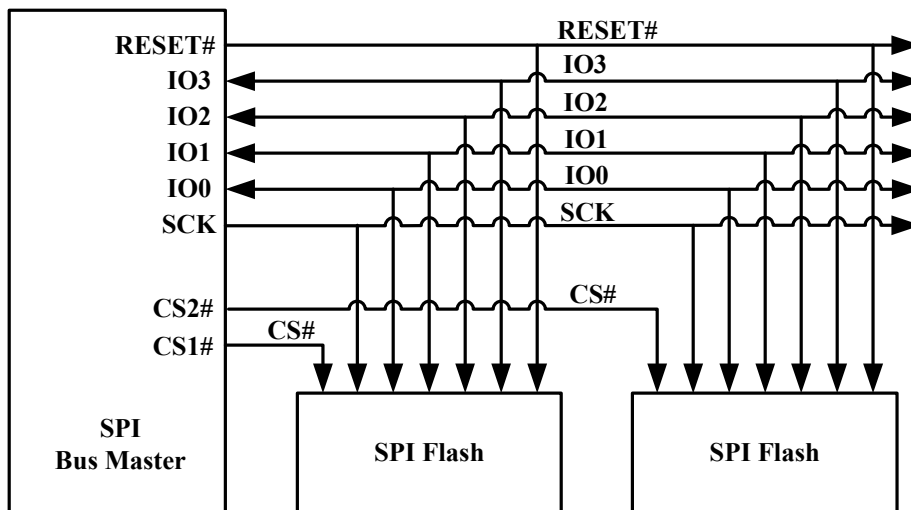 RESET#
RESET#
IO3
IO3
IO2
IO2
IO1
IO1
IO0
IO0
SCK
SCK
CS2#
CS#
CS1#
CS#
SPI
Bus Master
SPI Flash
SPI Flash